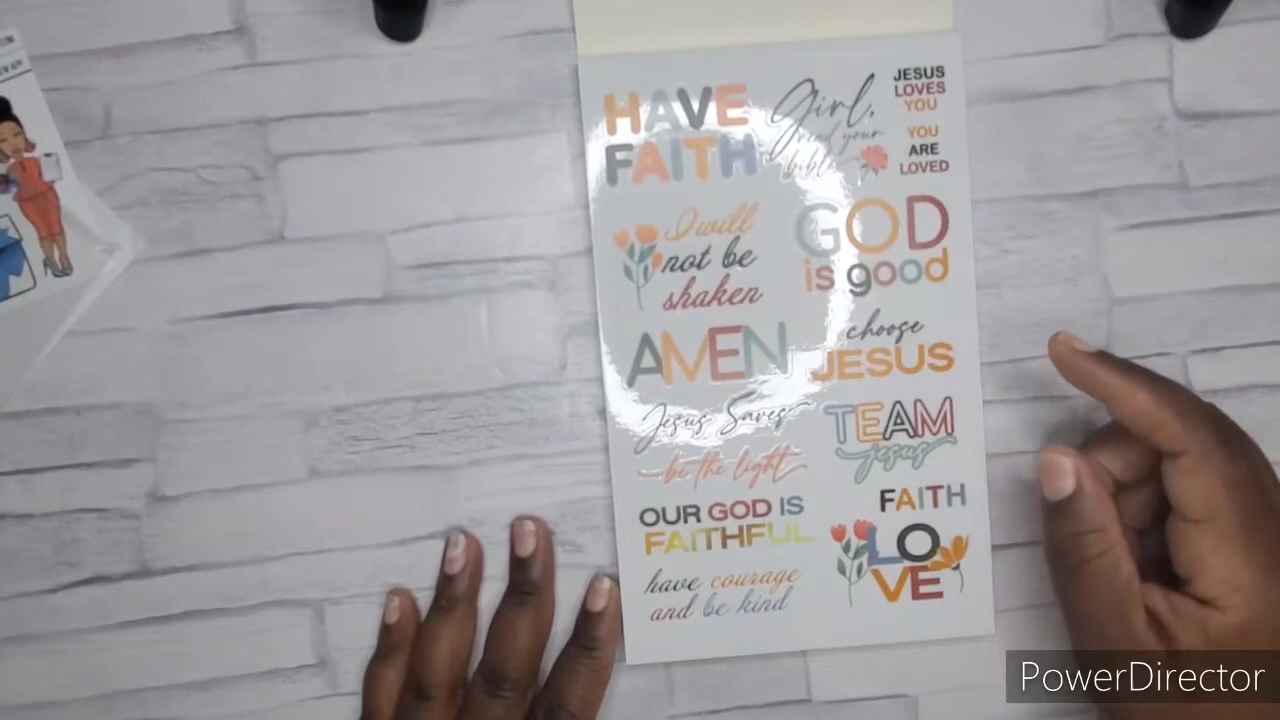 HAVE
FAITH
Girl,
read your
bible
JESUS
LOVES
YOU
YOU
ARE
LOVED
I will
not be
shaken
GOD
is good
AMEN
choose
JESUS
Jesus Saves
be the light
TEAM
jesus
OUR GOD IS
FAITHFUL
FAITH
LO
VE
have courage
and be kind
PowerDirector